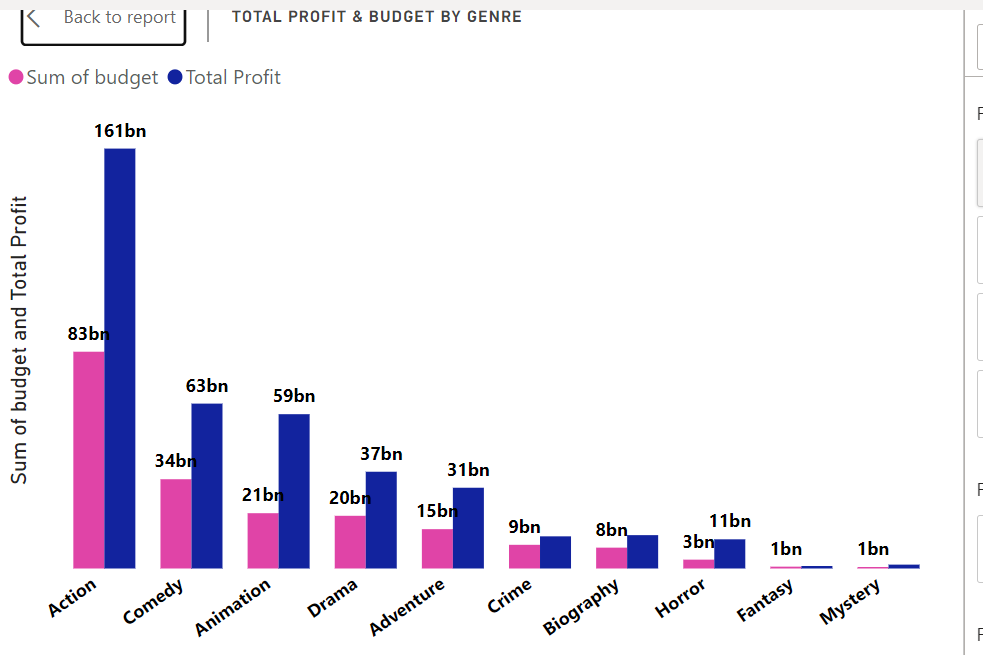 Back to report
TOTAL PROFIT & BUDGET BY GENRE
Sum of budget Total Profit
Sum of budget and Total Profit
161bn
83bn
63bn
34bn
59bn
21bn
37bn
20bn
31bn
15bn
9bn
8bn
11bn
3bn
1bn
1bn
Action
Comedy
Animation
Drama
Adventure
Crime
Biography
Horror
Fantasy
Mystery